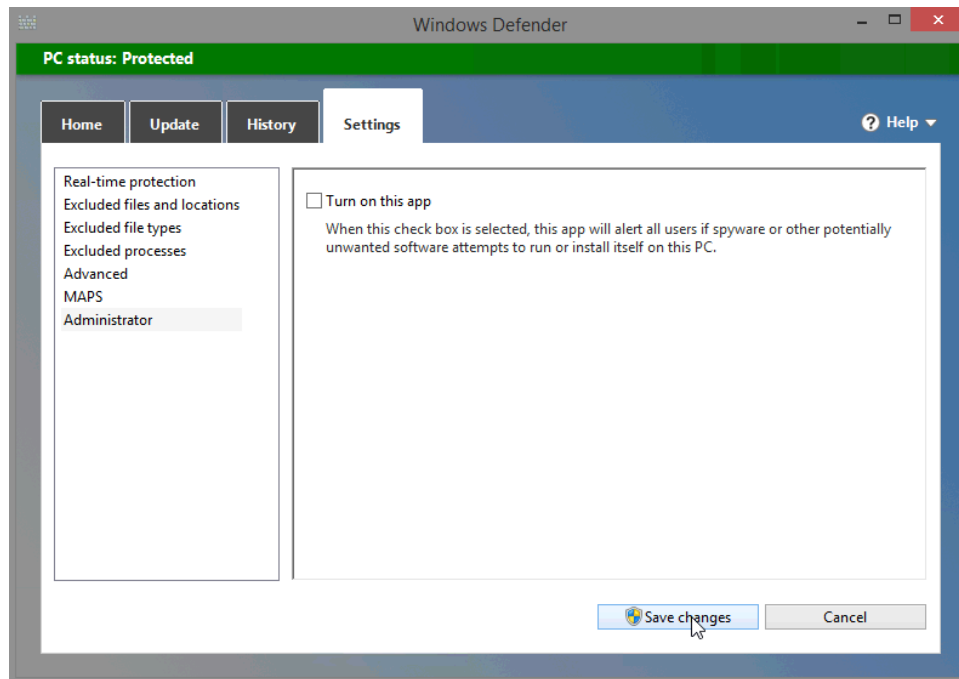 Windows Defender
PC status: Protected
Home
Update
History
Settings
Help
Real-time protection
Excluded files and locations
Excluded file types
Excluded processes
Advanced
MAPS
Administrator
Turn on this app
When this check box is selected, this app will alert all users if spyware or other potentially
unwanted software attempts to run or install itself on this PC.
Save changes
Cancel